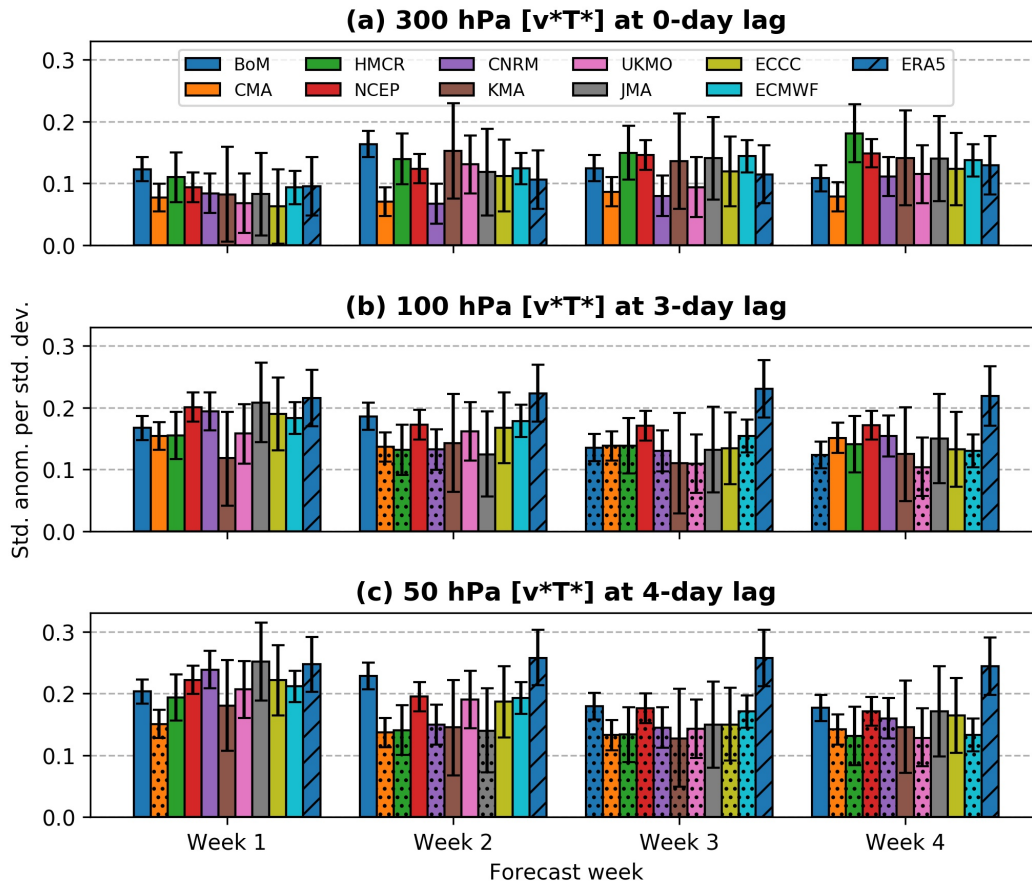 (a) 300 hPa [v*T*] at 0-day lag
0.3
0.2
0.1
0.0
BoM HMCR CNRM UKMO ECCC ERA5
CMA NCEP KMA JMA ECMWF
(b) 100 hPa [v*T*] at 3-day lag
0.3
0.2
0.1
0.0
Std. anom. per std. dev.
(c) 50 hPa [v*T*] at 4-day lag
0.3
0.2
0.1
0.0
Week 1 Week 2 Week 3 Week 4
Forecast week